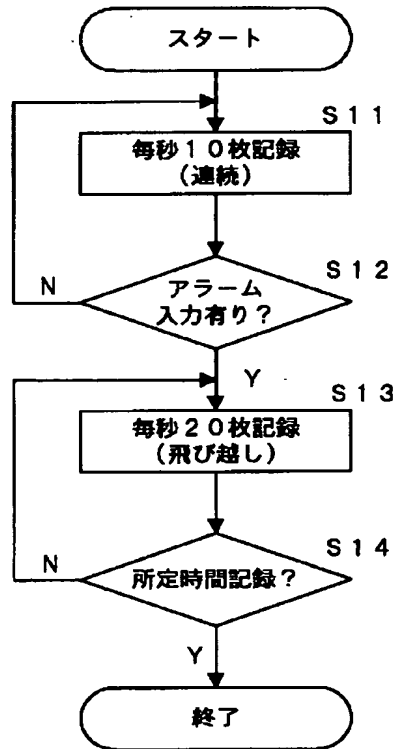 スタート
S11
毎秒10枚記録
(連続)
S12
N
アラーム
入力有り?
Y
S13
毎秒20枚記録
(飛び越し)
S14
N
所定時間記録?
Y
終了